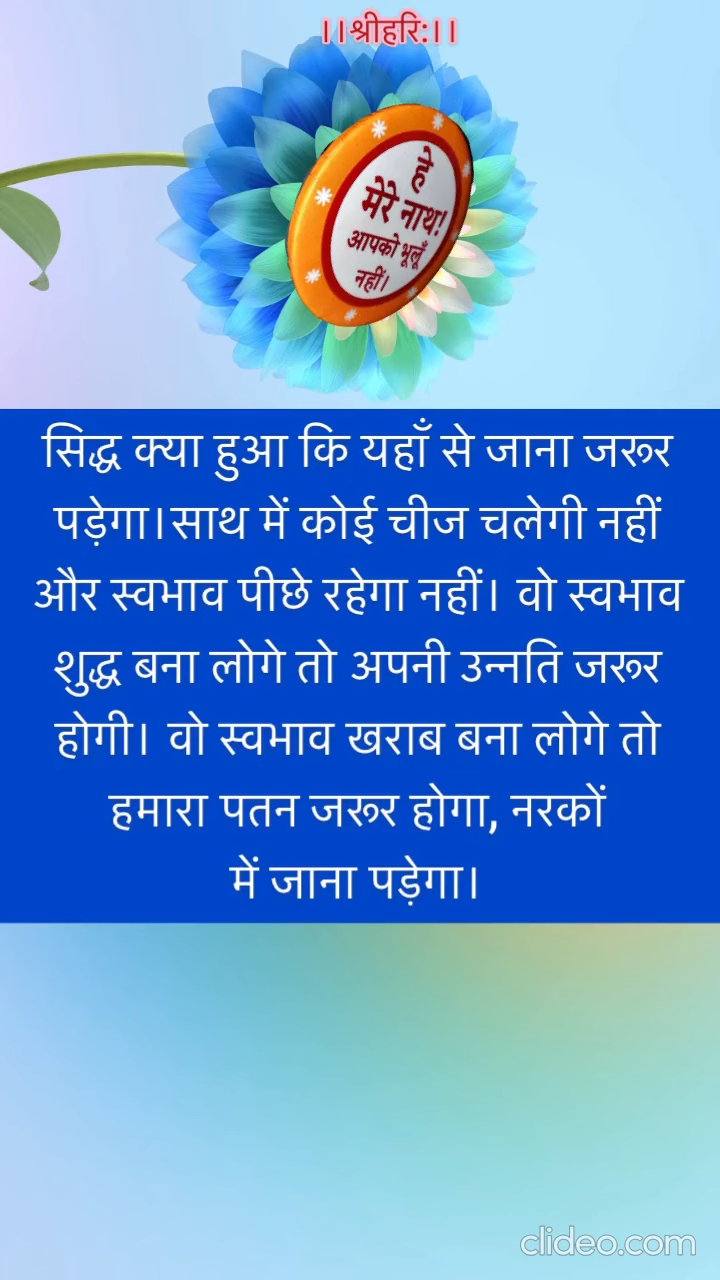 ।।श्रीहरि:।।
हे
मेरे नाथ!
आपको भूलूँ
नहीं।
सिद्ध क्या हुआ कि यहाँ से जाना जरूर
पड़ेगा।साथ में कोई चीज चलेगी नहीं
और स्वभाव पीछे रहेगा नहीं। वो स्वभाव
शुद्ध बना लोगे तो अपनी उन्नति जरूर
होगी। वो स्वभाव खराब बना लोगे तो
हमारा पतन जरूर होगा, नरकों
में जाना पड़ेगा।
clideo.com